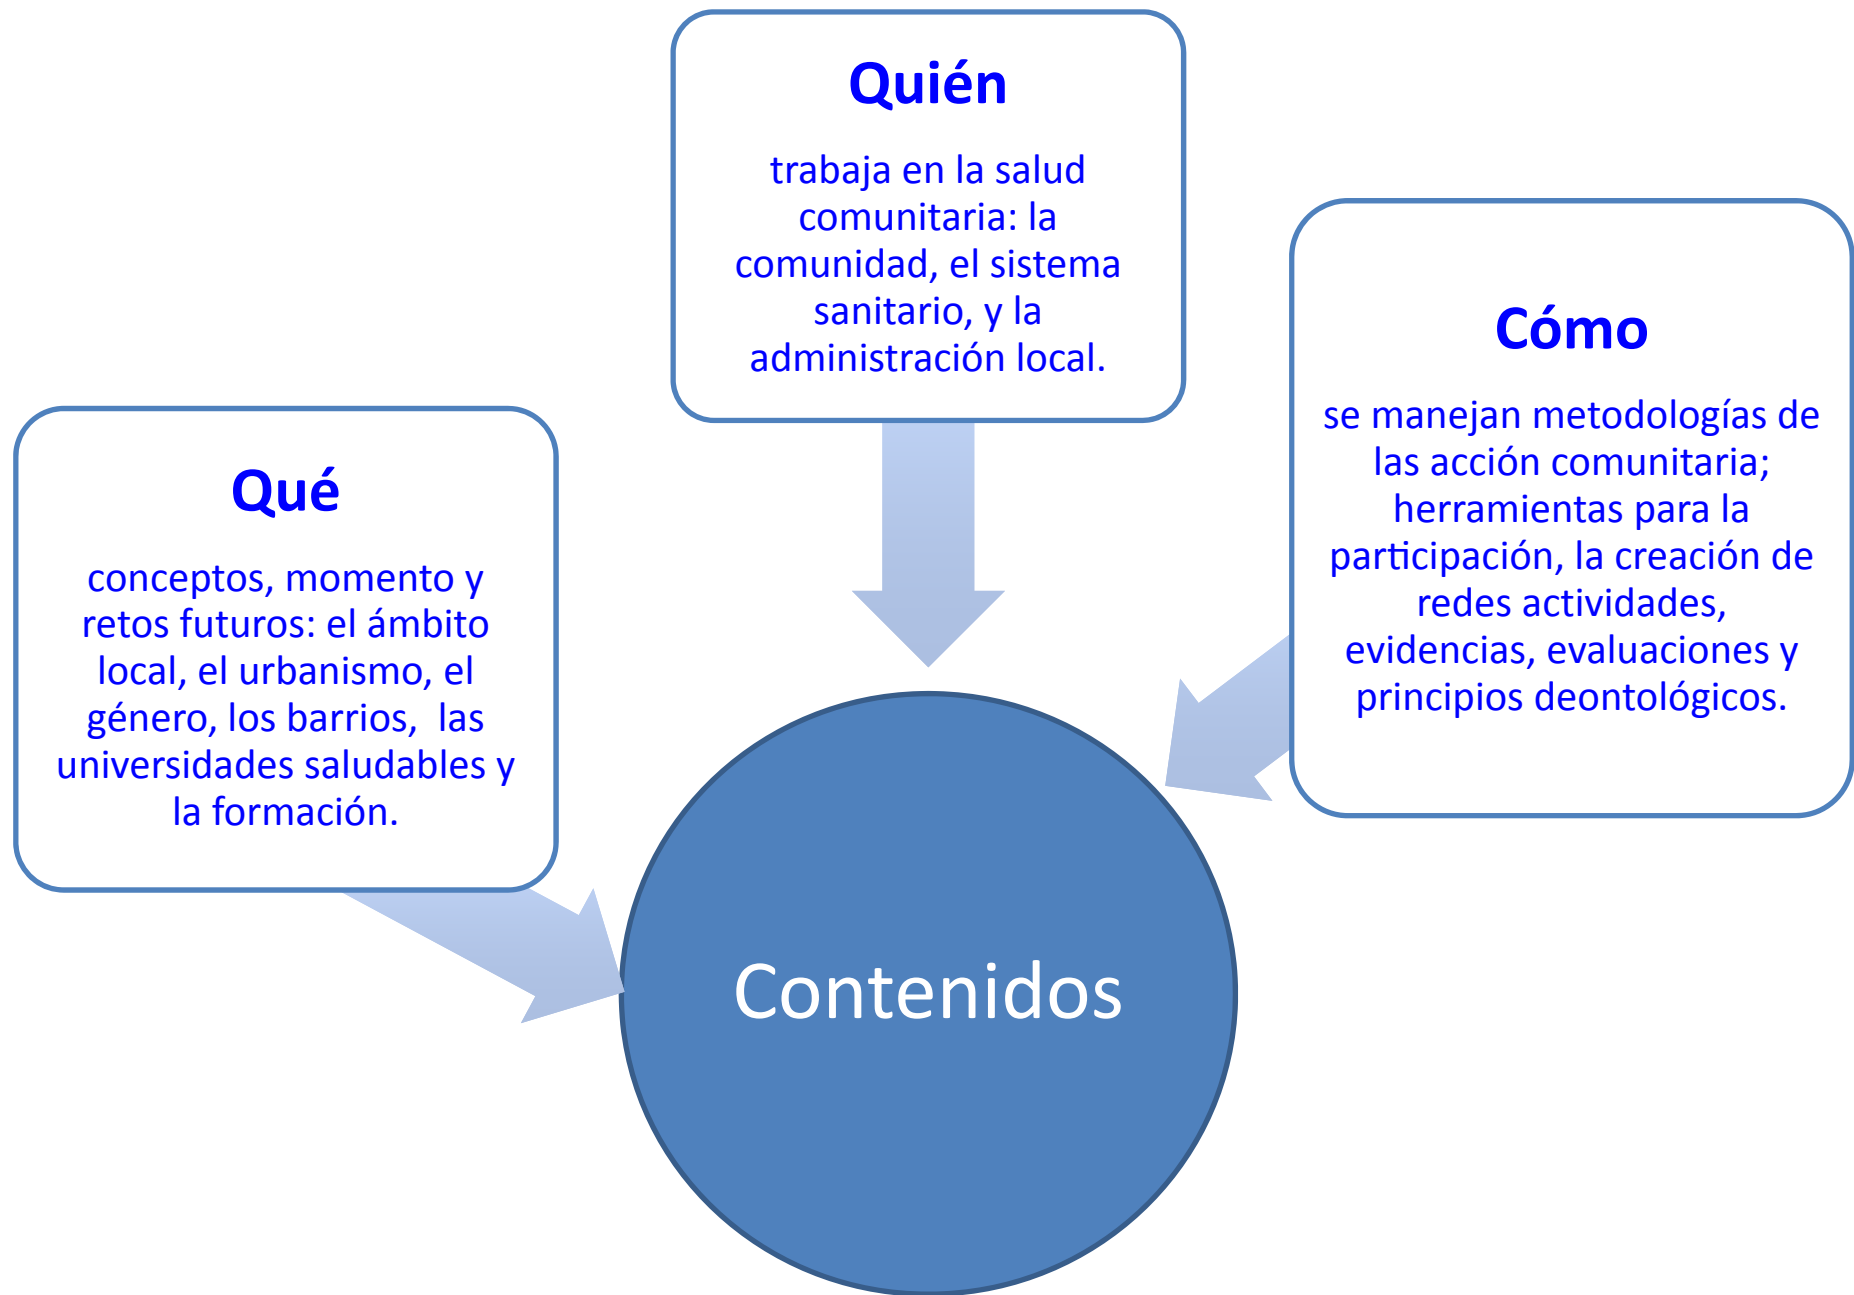 Qué
conceptos, momento y
retos futuros: el ámbito
local, el urbanismo, el
género, los barrios,  las
universidades saludables y
la formación.
Quién
trabaja en la salud
comunitaria: la
comunidad, el sistema
sanitario, y la
administración local.
Cómo
se manejan metodologías de
las acción comunitaria;
herramientas para la
participación, la creación de
redes actividades,
evidencias, evaluaciones y
principios deontológicos.
Contenidos